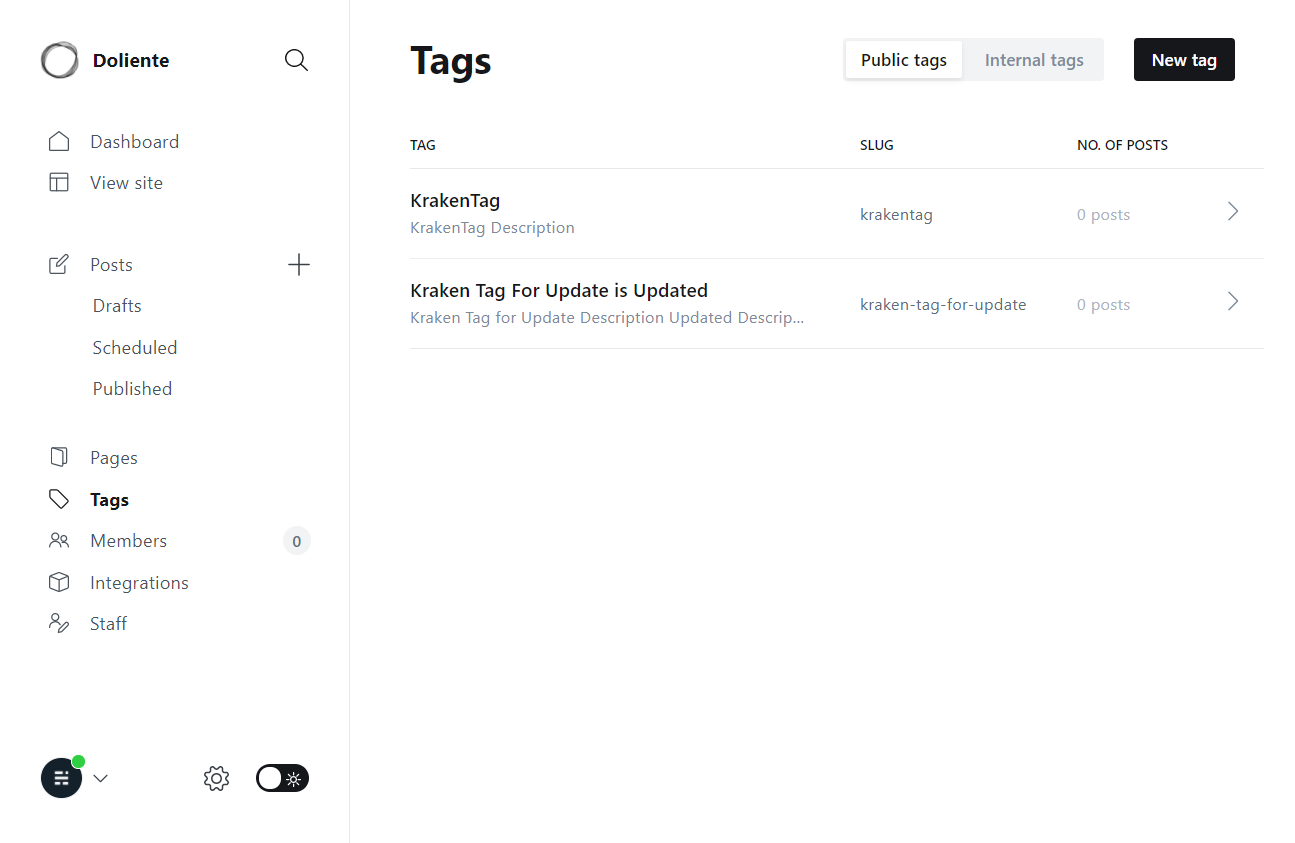 Doliente
Dashboard
View site
Posts
Drafts
Scheduled
Published
Pages
Tags
Members 0
Integrations
Staff
Tags
Public tags Internal tags New tag
TAG SLUG NO. OF POSTS
KrakenTag
KrakenTag Description krakentag 0 posts
Kraken Tag For Update is Updated
Kraken Tag for Update Description Updated Descrip... kraken-tag-for-update 0 posts